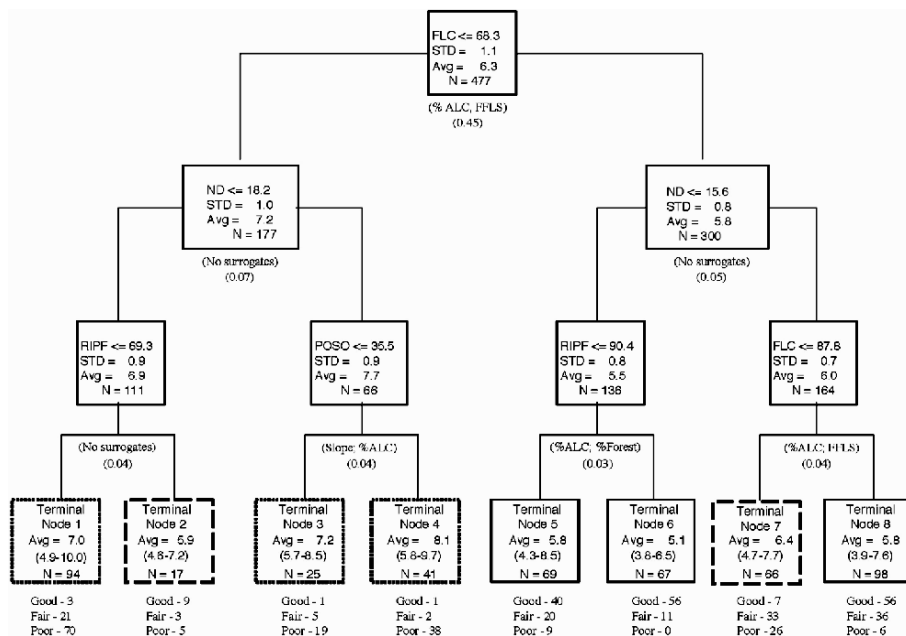 FLC <= 68.3
STD = 1.1
Avg = 6.3
N = 477
(% ALC, FFLS)
(0.45)
ND <= 18.2
STD = 1.0
Avg = 7.2
N = 177
(No surrogates)
(0.07)
ND <= 15.6
STD = 0.8
Avg = 5.8
N = 300
(No surrogates)
(0.05)
RIPF <= 69.3
STD = 0.9
Avg = 6.9
N = 111
(No surrogates)
(0.04)
POSO <= 35.5
STD = 0.9
Avg = 7.7
N = 66
(Slope; %ALC)
(0.04)
RIPF <= 90.4
STD = 0.8
Avg = 5.5
N = 136
(%ALC; %Forest)
(0.03)
FLC <= 87.8
STD = 0.7
Avg = 6.0
N = 164
(%ALC; FFLS)
(0.04)
Terminal
Node 1
Avg = 7.0
(4.9-10.0)
N = 94
Good - 3
Fair - 21
Poor - 70
Terminal
Node 2
Avg = 5.9
(4.6-7.2)
N = 17
Good - 9
Fair - 3
Poor - 5
Terminal
Node 3
Avg = 7.2
(5.7-8.5)
N = 25
Good - 1
Fair - 5
Poor - 19
Terminal
Node 4
Avg = 8.1
(5.8-9.7)
N = 41
Good - 1
Fair - 2
Poor - 38
Terminal
Node 5
Avg = 5.8
(4.3-8.5)
N = 69
Good - 40
Fair - 20
Poor - 9
Terminal
Node 6
Avg = 5.1
(3.8-6.5)
N = 67
Good - 56
Fair - 11
Poor - 0
Terminal
Node 7
Avg = 6.4
(4.7-7.7)
N = 66
Good - 7
Fair - 33
Poor - 26
Terminal
Node 8
Avg = 5.8
(3.9-7.6)
N = 98
Good - 56
Fair - 36
Poor - 6